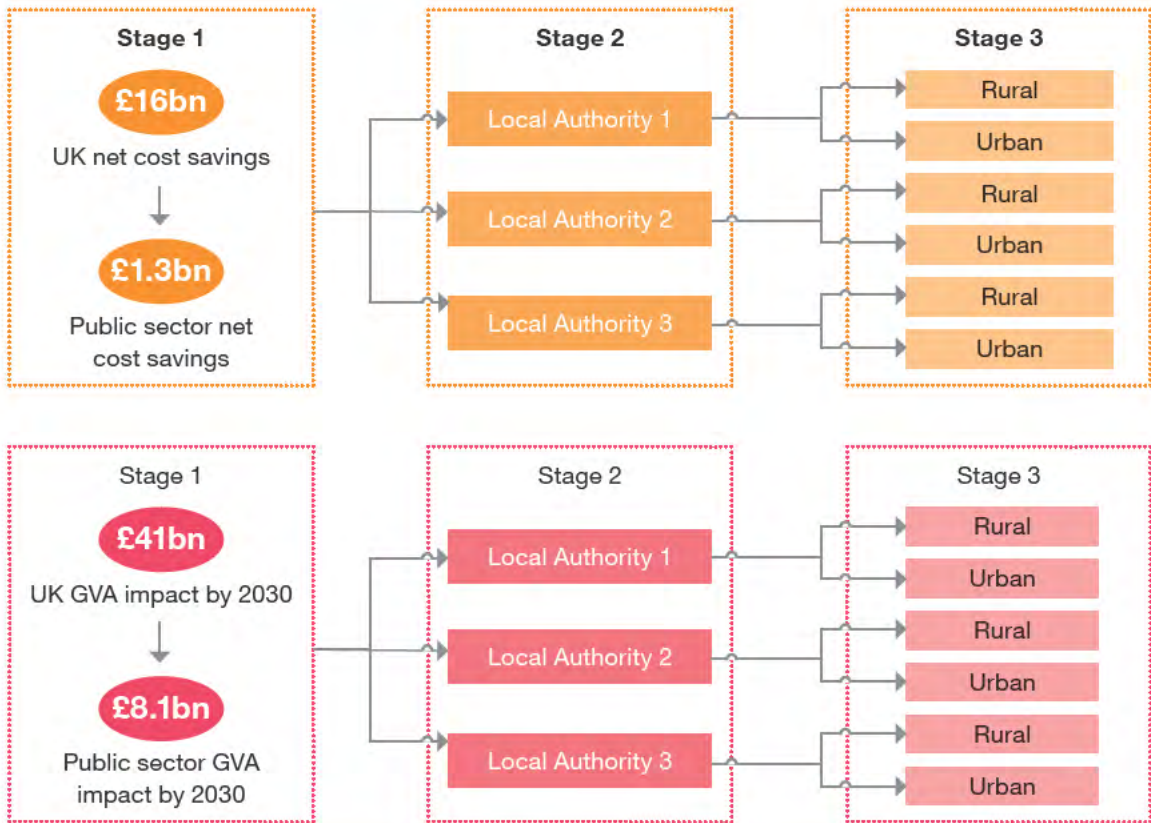 Stage 1
£16bn
UK net cost savings
£1.3bn
Public sector net
cost savings
Stage 2
Local Authority 1
Local Authority 2
Local Authority 3
Stage 3
Rural
Urban
Rural
Urban
Rural
Urban
Stage 1
£41bn
UK GVA impact by 2030
£8.1bn
Public sector GVA
impact by 2030
Stage 2
Local Authority 1
Local Authority 2
Local Authority 3
Stage 3
Rural
Urban
Rural
Urban
Rural
Urban